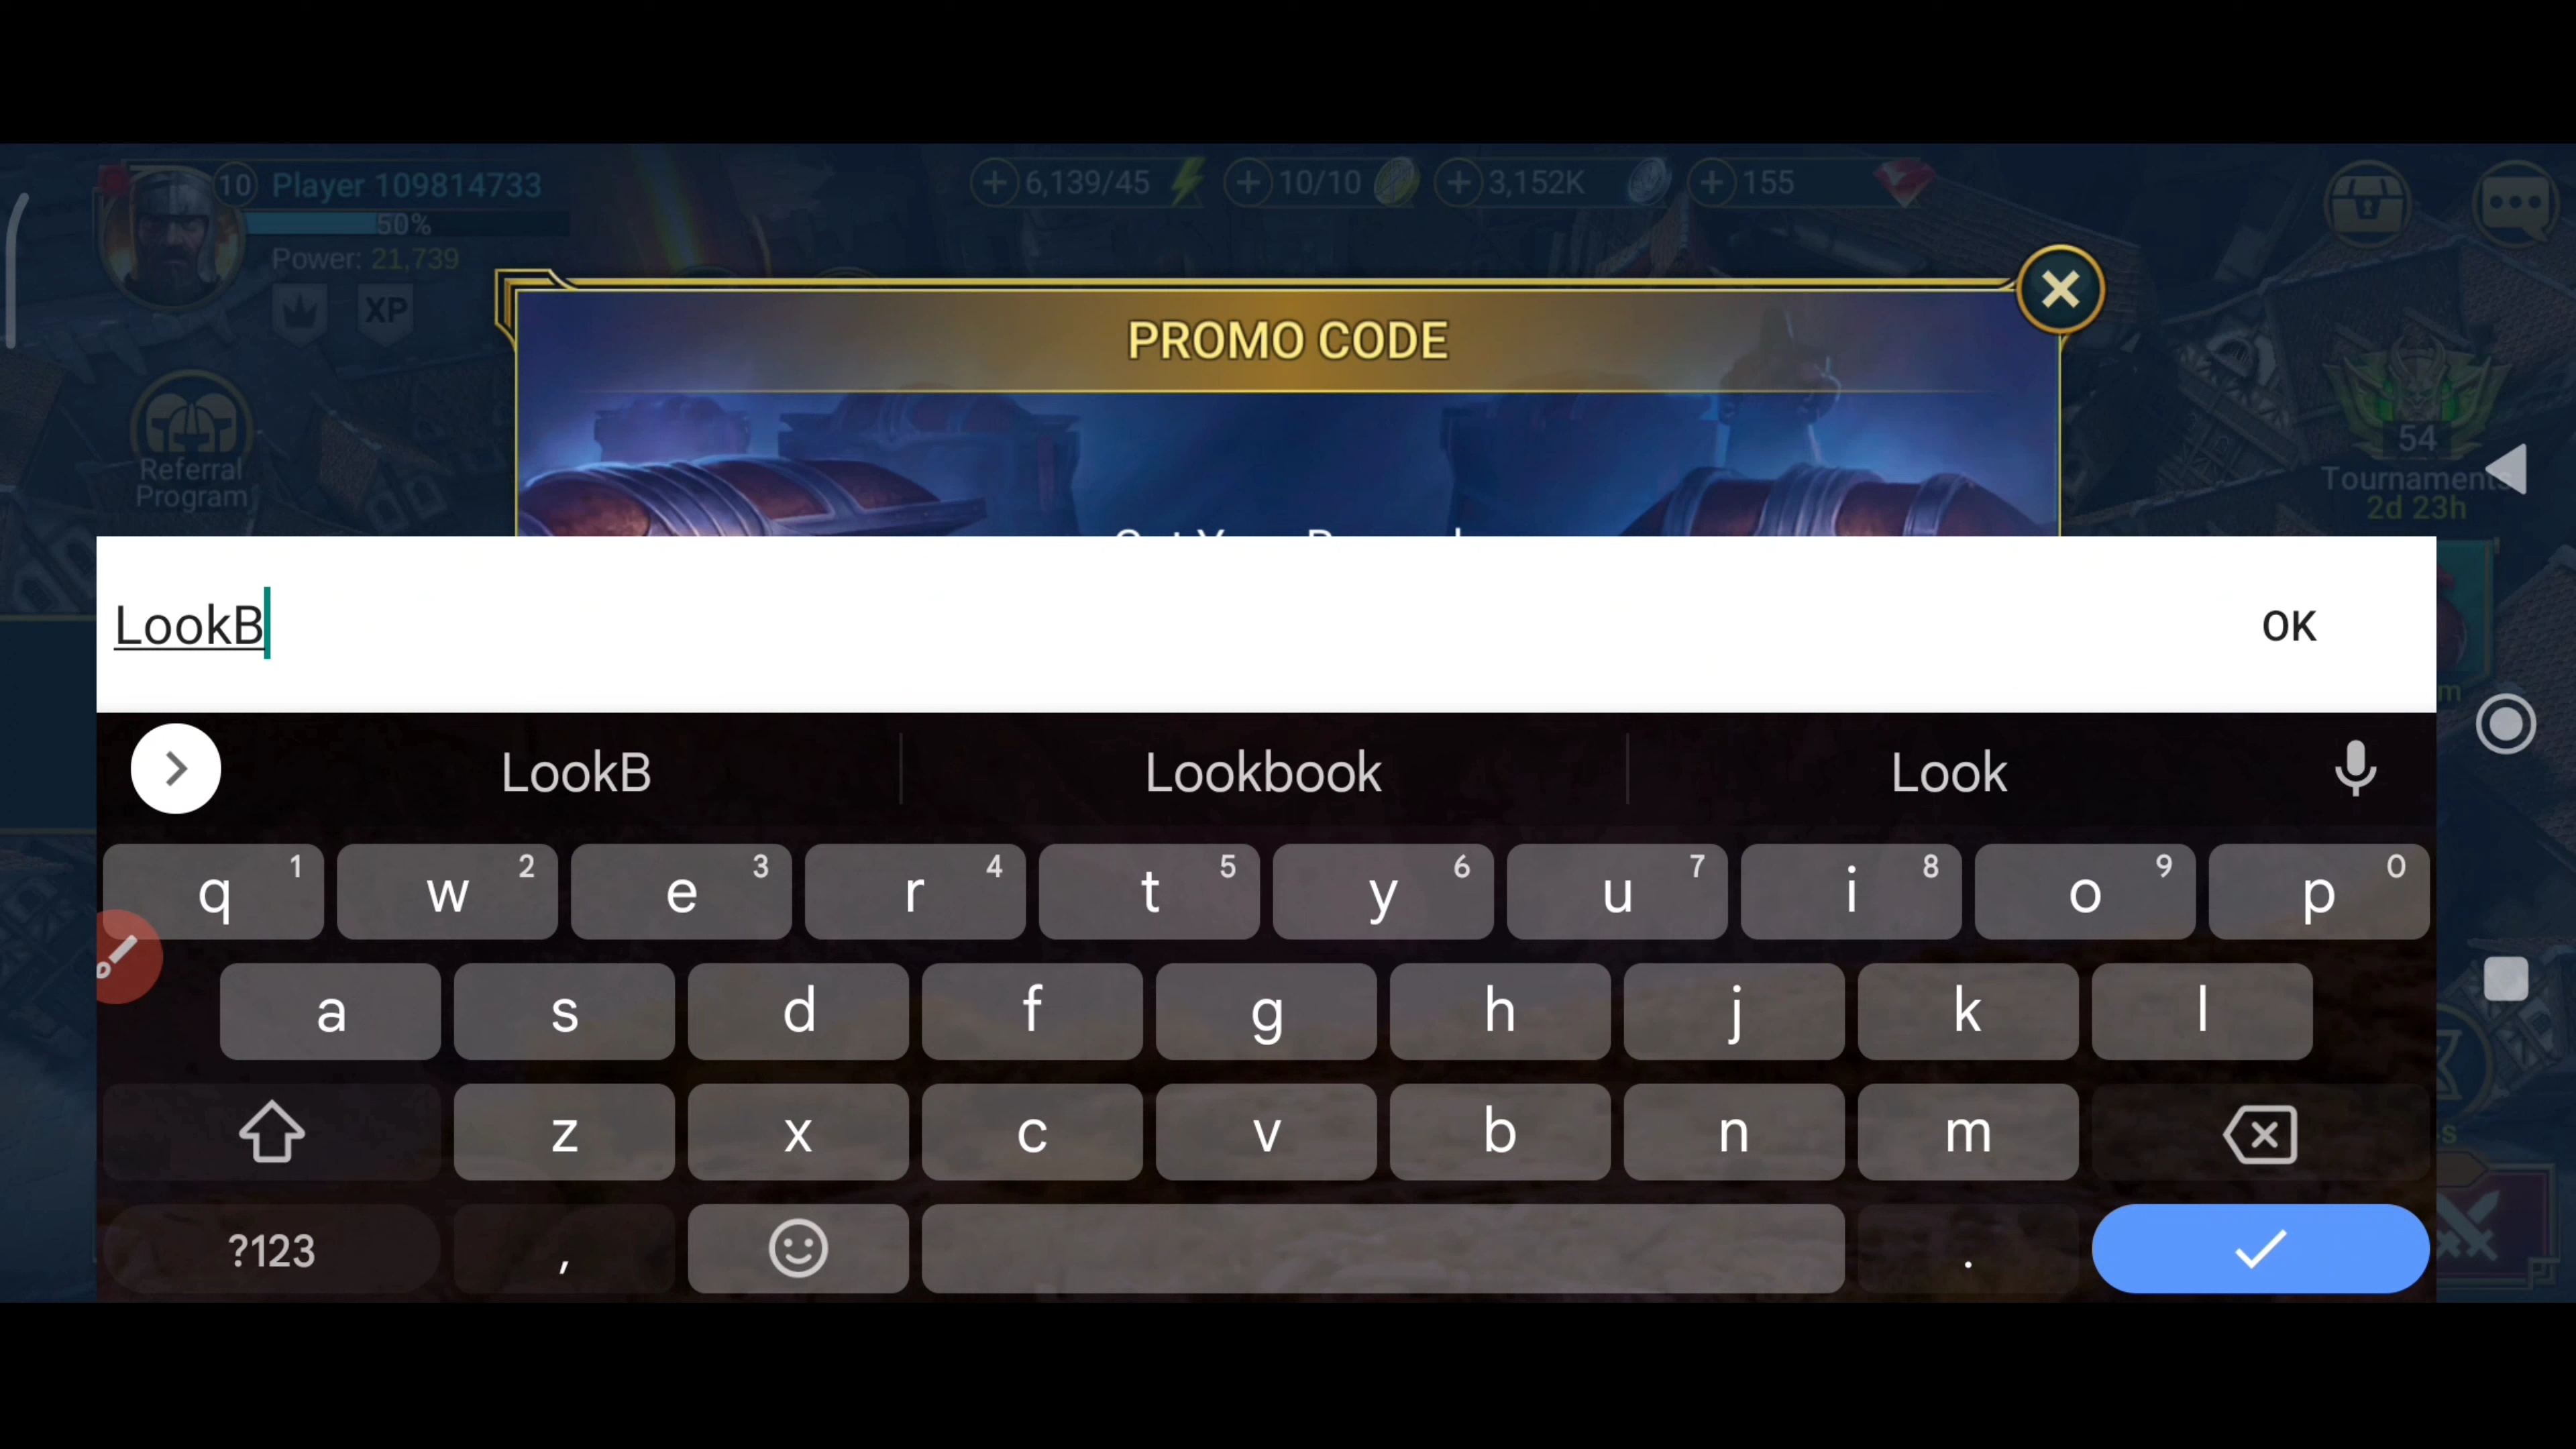 10 Player 109814733
50%
Power: 21,739
XP
6,139/45
10/10
3,152K
155
PROMO CODE
Referral
Program
54
Tournaments
2d 23h
LookB
OK
LookB
Lookbook
Look
q 1 w 2 e 3 r 4 t 5 y 6 u 7 i 8 o 9 p 0
a s d f g h j k l
z x c v b n m
?123 , .